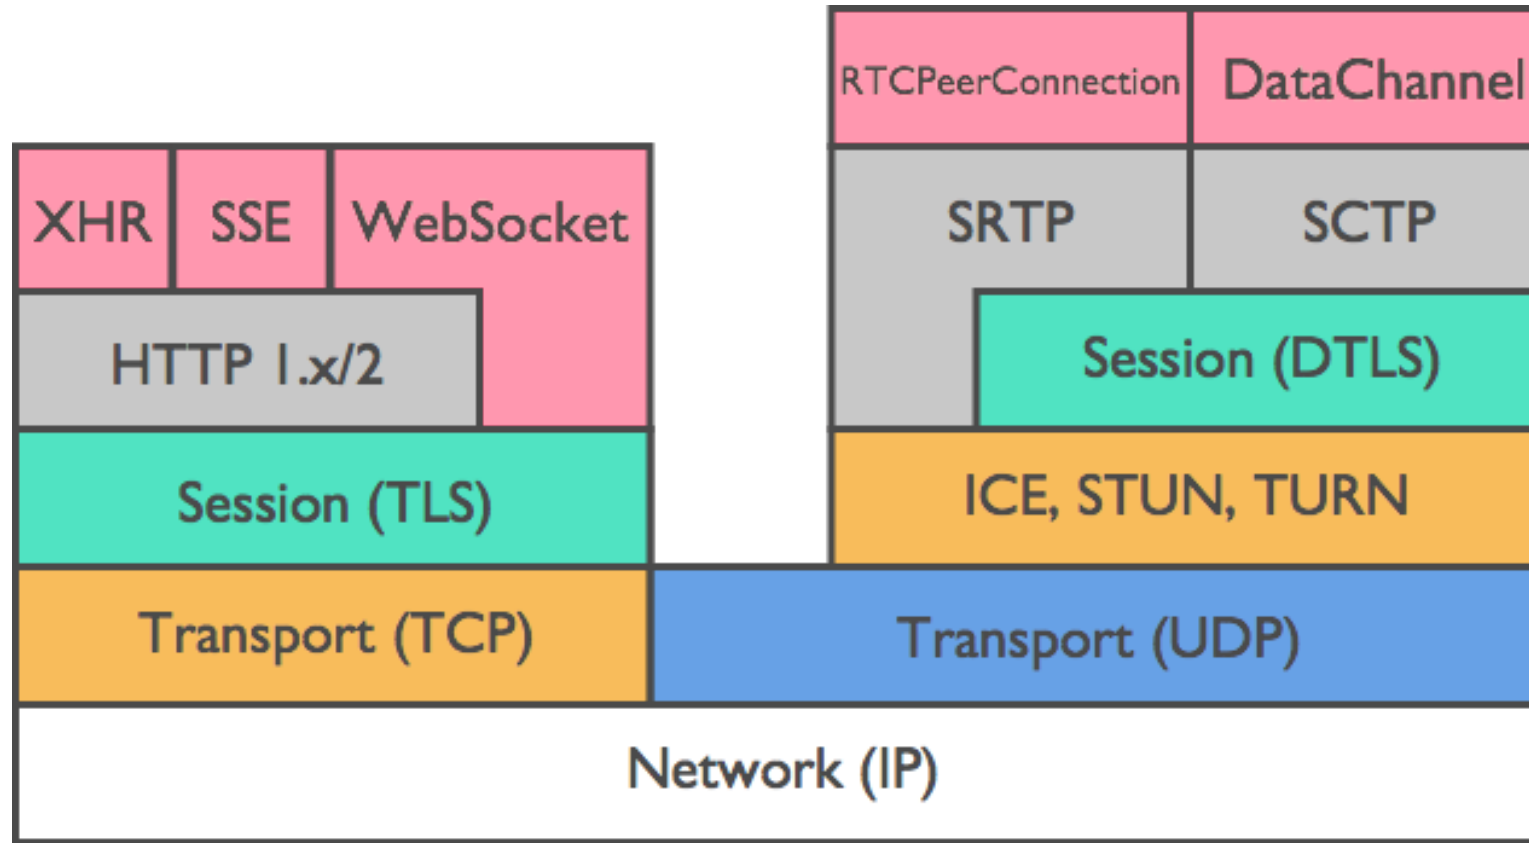 RTCPeerConnection
DataChannel
XHR
SSE
WebSocket
SRTP
SCTP
HTTP 1.x/2
Session (DTLS)
Session (TLS)
ICE, STUN, TURN
Transport (TCP)
Transport (UDP)
Network (IP)